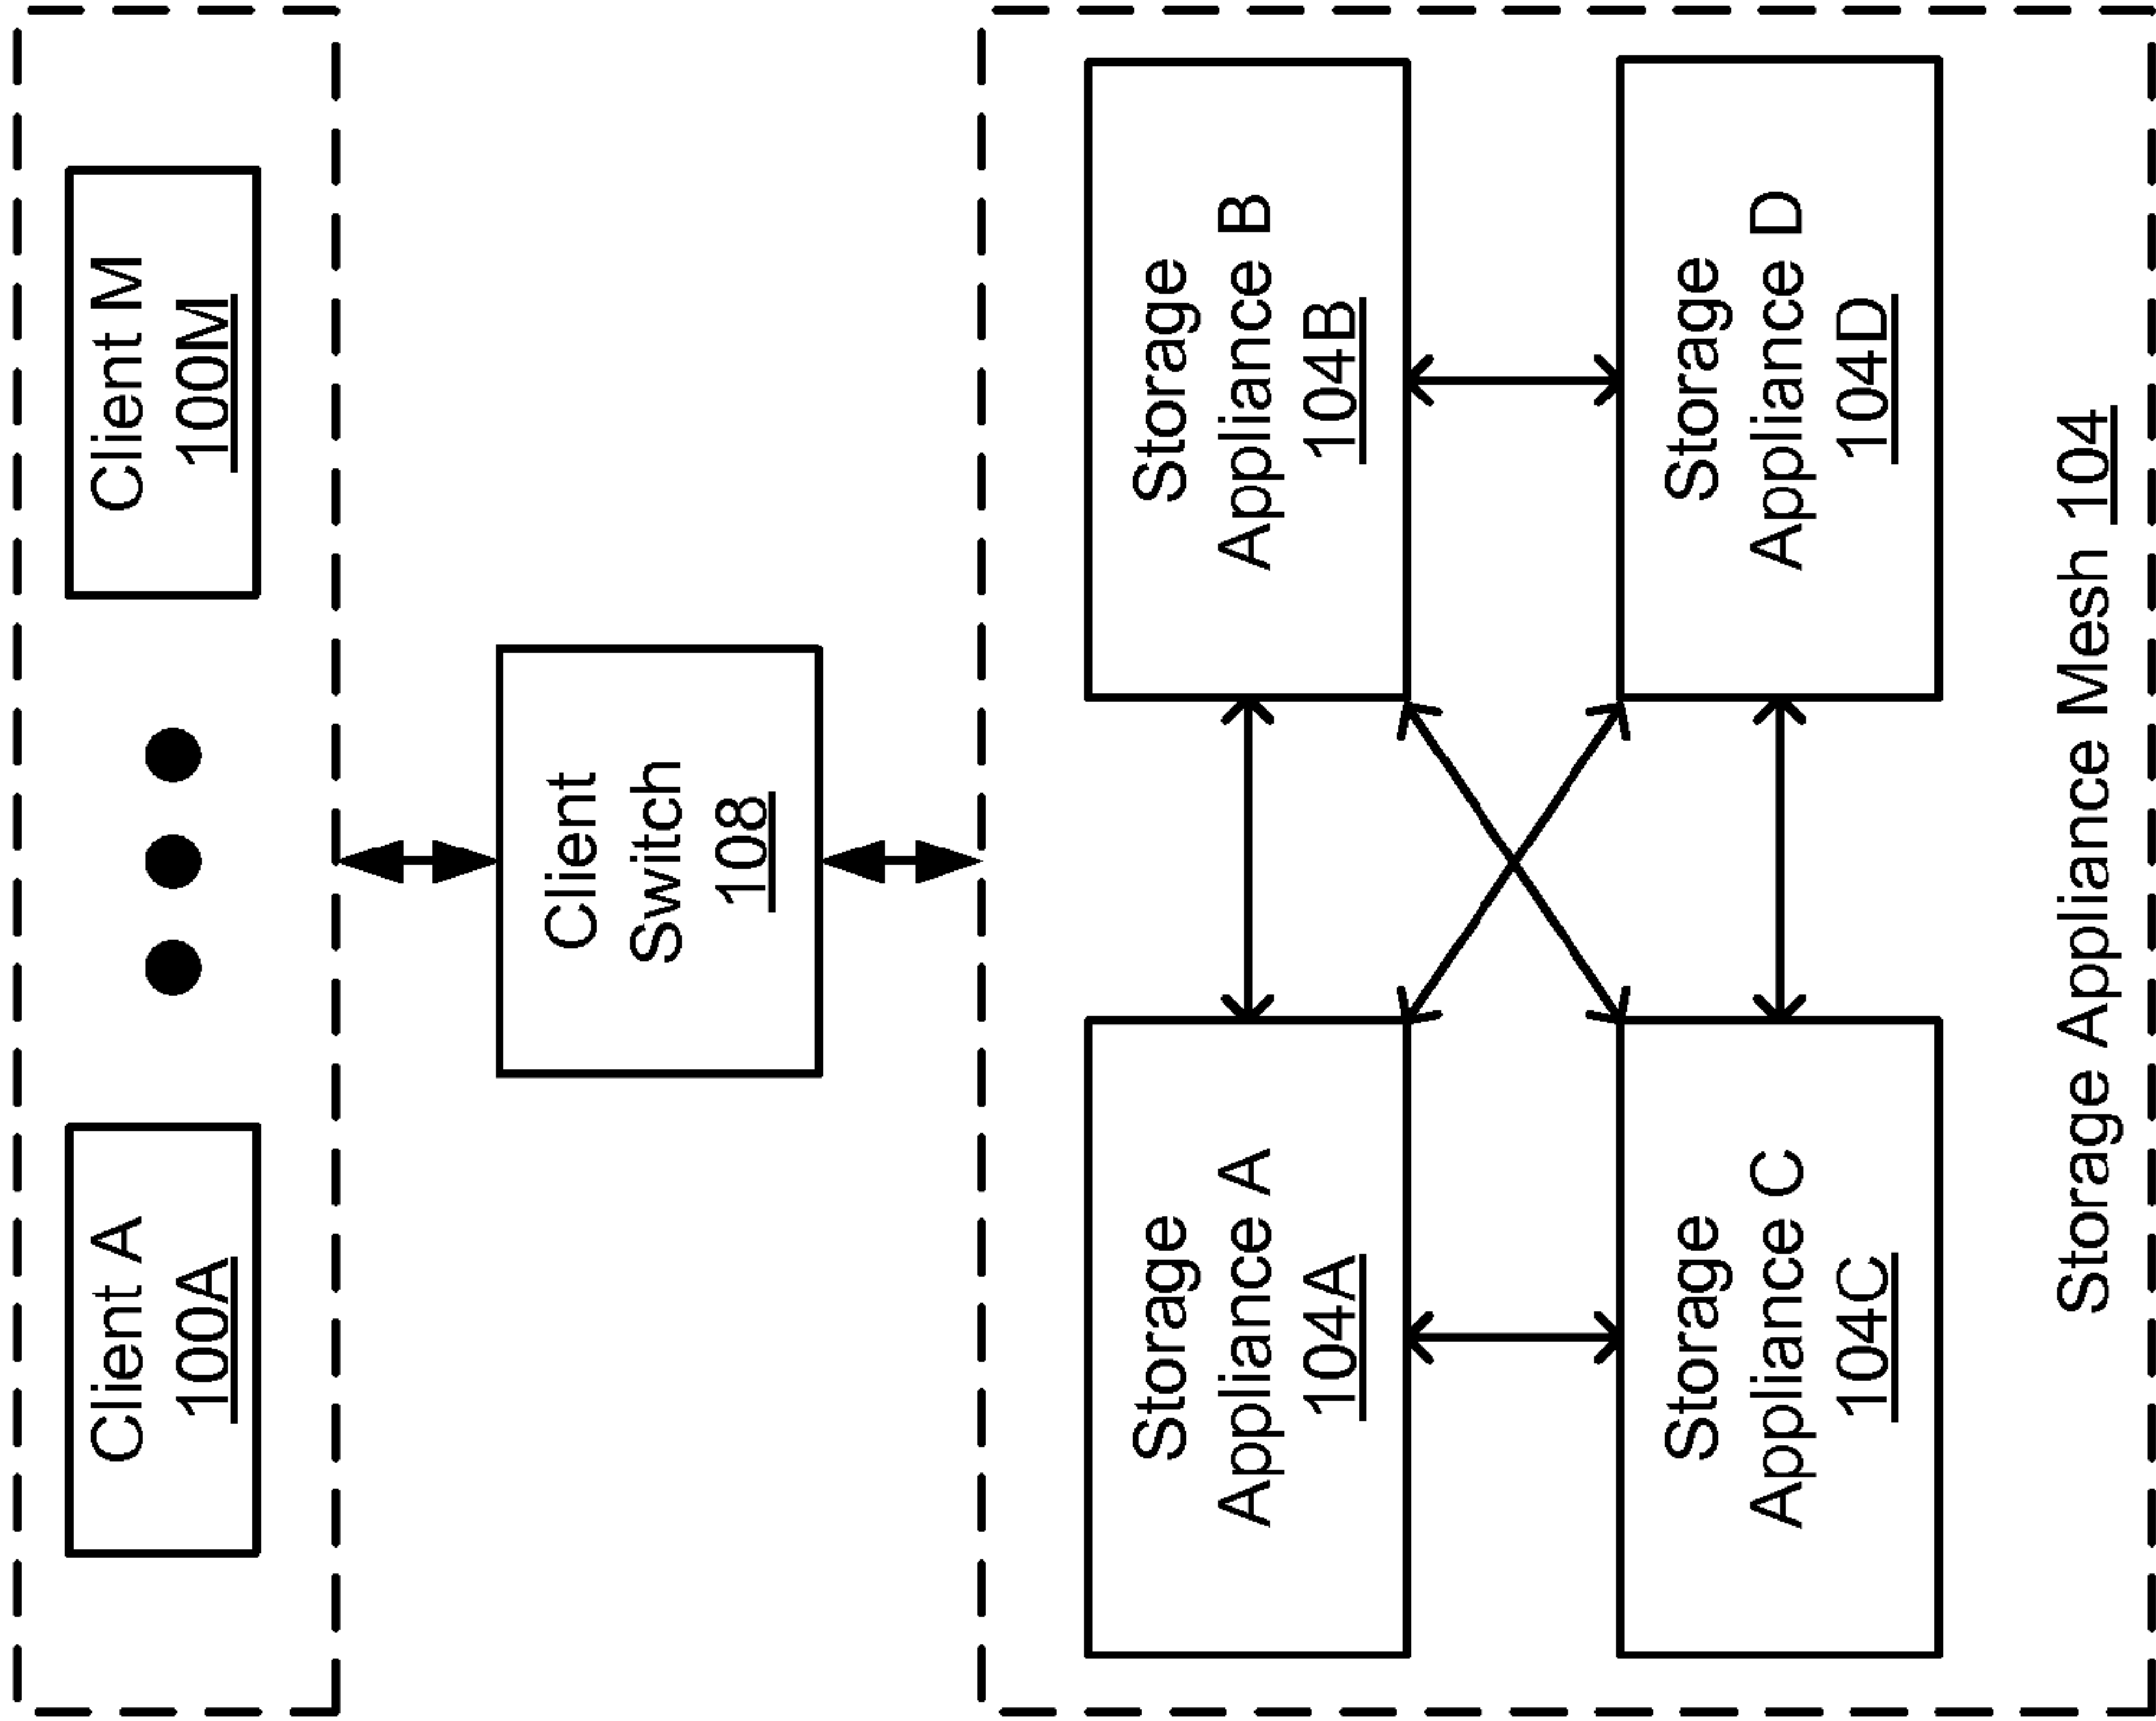 Client A
100A
Client M
100M
Client
Switch
108
Storage
Appliance A
104A
Storage
Appliance B
104B
Storage
Appliance C
104C
Storage
Appliance D
104D
Storage Appliance Mesh 104